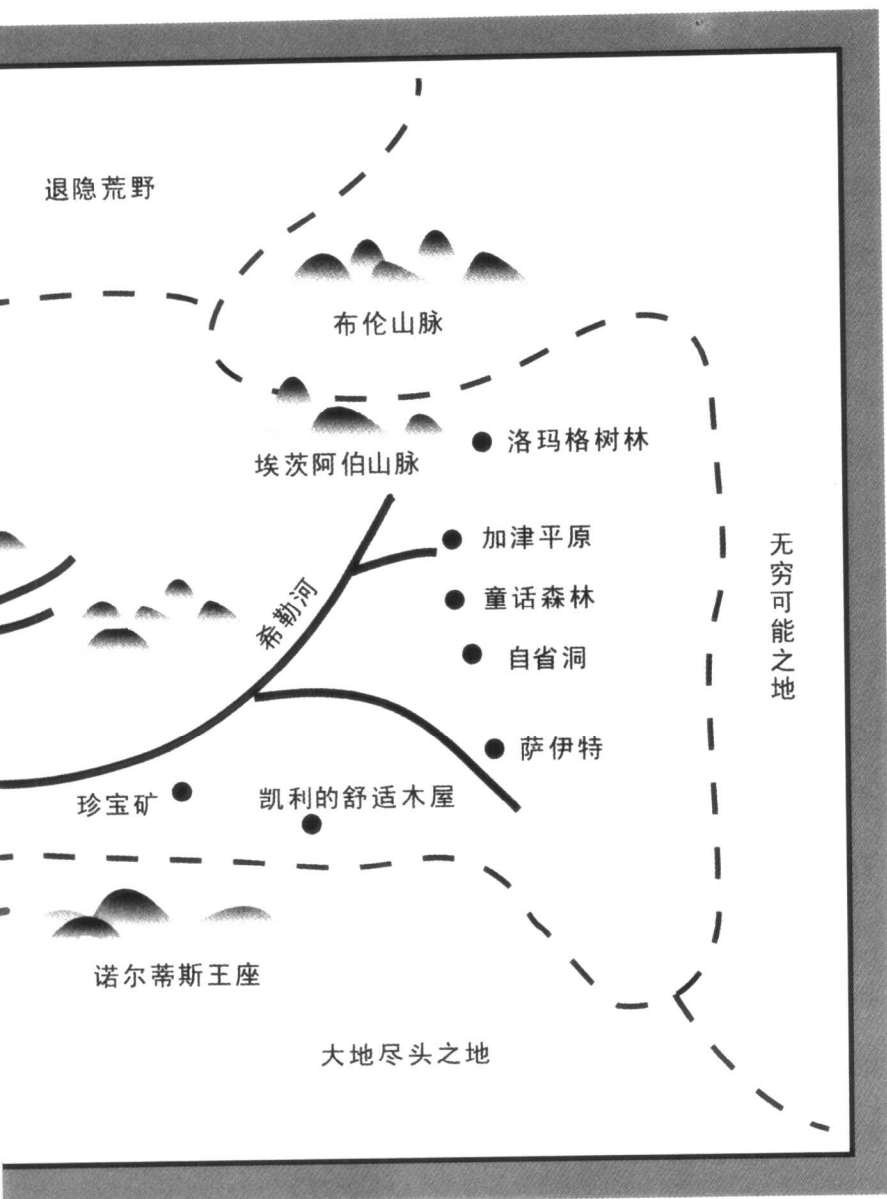 退隐荒野
布伦山脉
洛玛格树林
埃茨阿伯山脉
加津平原
无穷可能之地
希勒河
童话森林
自省洞
萨伊特
珍宝矿
凯利的舒适木屋
诺尔蒂斯王座
大地尽头之地